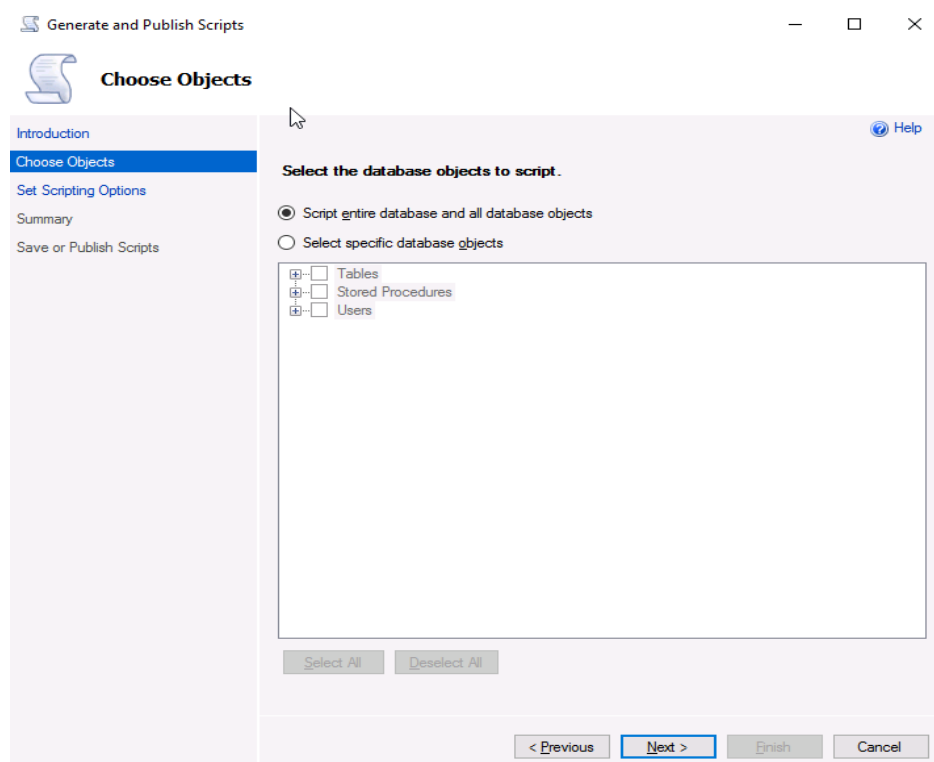 Generate and Publish Scripts
Choose Objects
Introduction
Choose Objects
Set Scripting Options
Summary
Save or Publish Scripts
Help
Select the database objects to script.
Script entire database and all database objects
Select specific database objects
Tables
Stored Procedures
Users
Select All
Deselect All
< Previous
Next >
Finish
Cancel